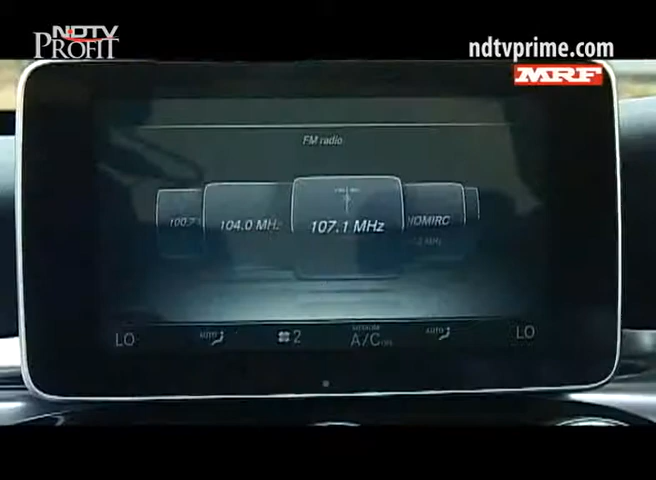 NDTV
PROFIT
ndtvprime.com
MRF
FM radio
100.7
104.0 MHz
107.1 MHz
NOMIRC
MHz
LO
AUTO
2
A/C
AUTO
LO